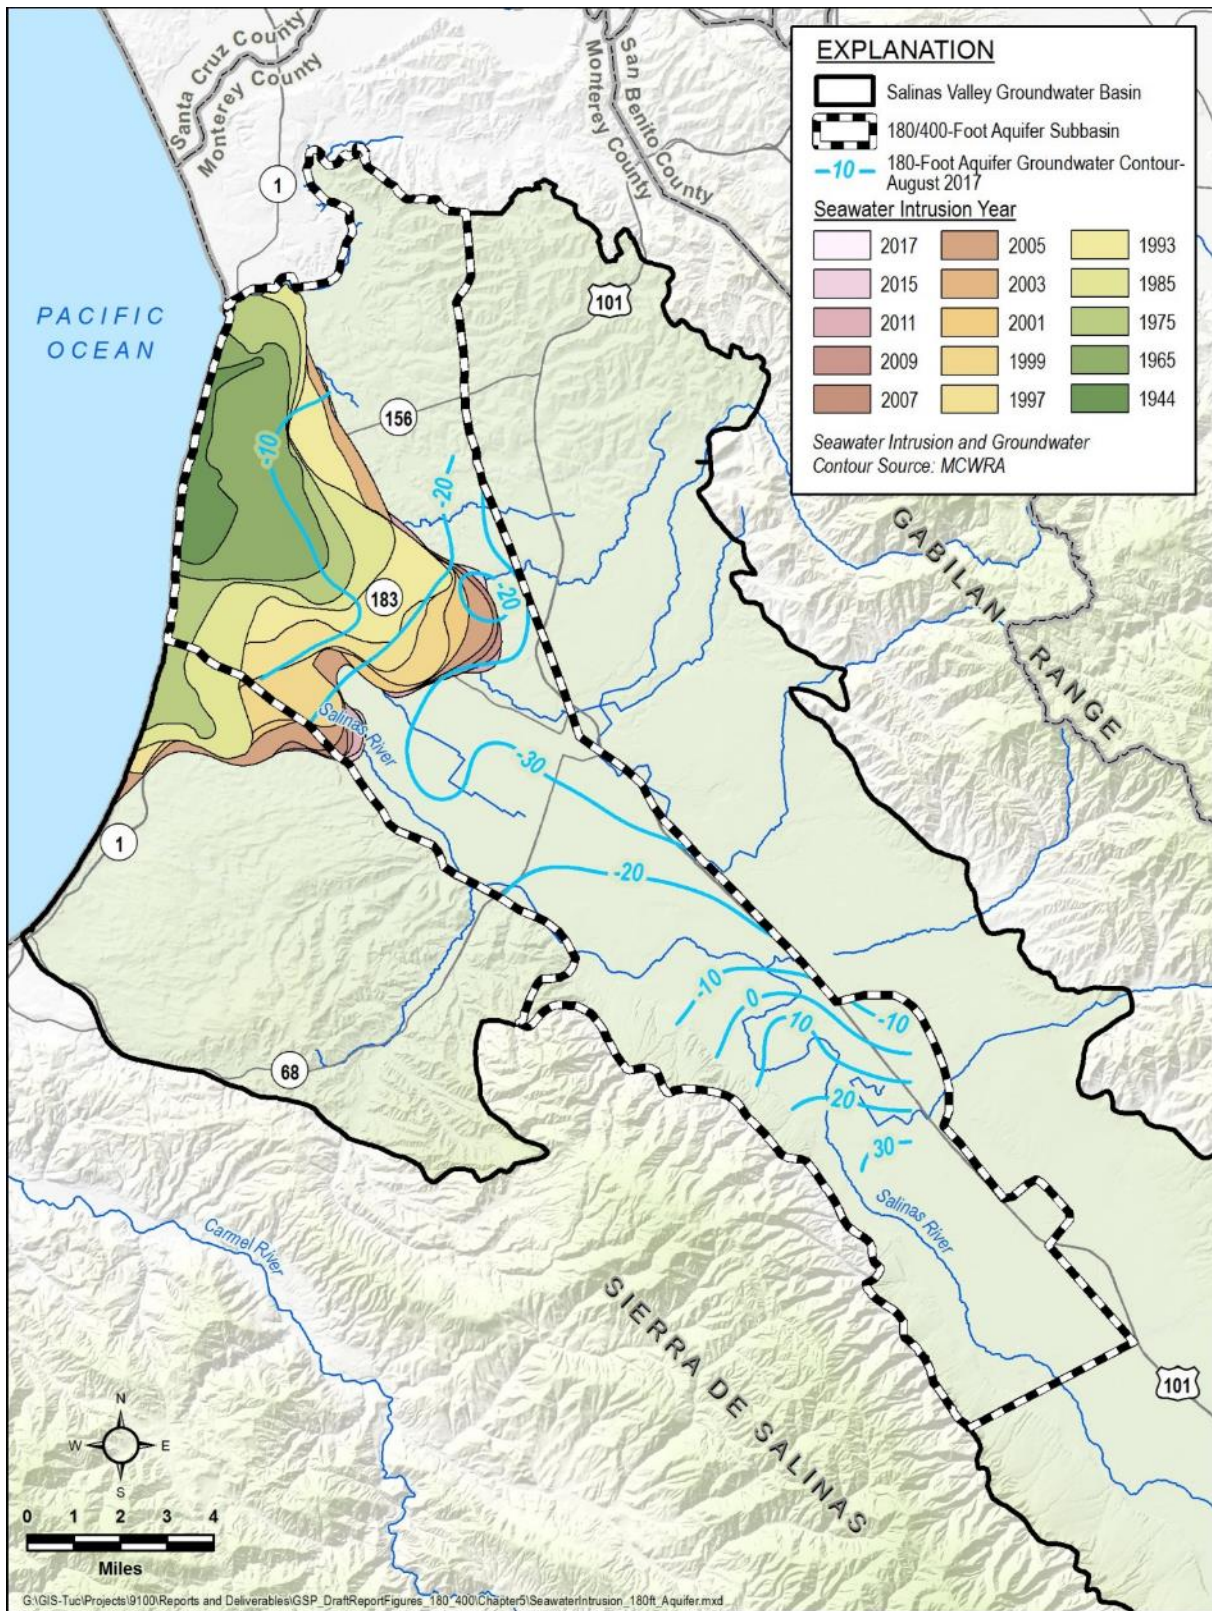 EXPLANATION
Salinas Valley Groundwater Basin
180/400-Foot Aquifer Subbasin
-10 180-Foot Aquifer Groundwater Contour-
August 2017
Seawater Intrusion Year
2017 2005 1993
2015 2003 1985
2011 2001 1975
2009 1999 1965
2007 1997 1944
Seawater Intrusion and Groundwater
Contour Source: MCWRA
Santa Cruz County
Monterey County
San Benito County
Monterey County
1
101
PACIFIC
OCEAN
156
-10
-20
183
-20
GABILAN RANGE
Salinas River
-30
1
-20
-10
0
10
-10
68
20
30
Salinas River
Carmel River
SIERRA DE SALINAS
101
N
W E
S
0 1 2 3 4
Miles
G:\GIS-Tuc\Projects\9100\Reports and Deliverables\GSP_DraftReportFigures_180_400\Chapter5\SeawaterIntrusion_180ft_Aquifer.mxd